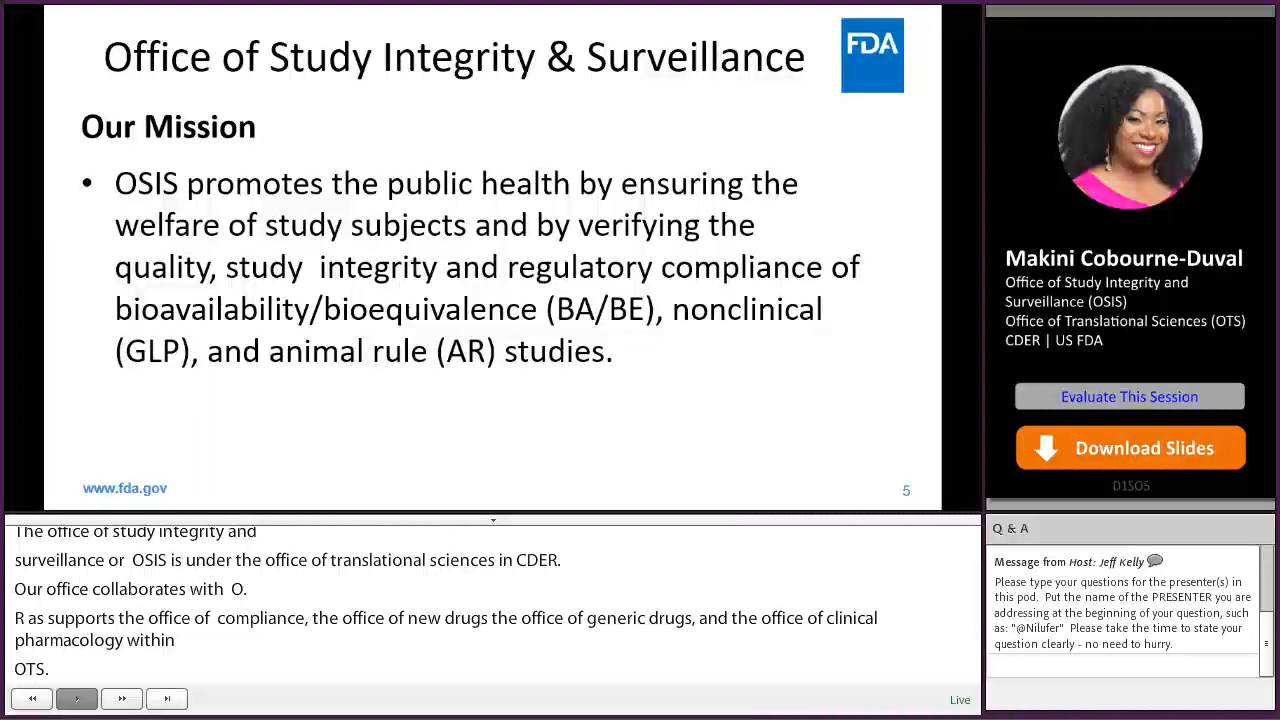 Office of Study Integrity & Surveillance
FDA
Our Mission
• OSIS promotes the public health by ensuring the
welfare of study subjects and by verifying the
quality, study integrity and regulatory compliance of
bioavailability/bioequivalence (BA/BE), nonclinical
(GLP), and animal rule (AR) studies.
www.fda.gov
5
Makini Cobourne-Duval
Office of Study Integrity and
Surveillance (OSIS)
Office of Translational Sciences (OTS)
CDER | US FDA
Evaluate This Session
Download Slides
D1S05
The office of study integrity and
surveillance or OSIS is under the office of translational sciences in CDER.
Our office collaborates with O.
R as supports the office of compliance, the office of new drugs the office of generic drugs, and the office of clinical
pharmacology within
OTS.
Live
Q & A
Message from Host: Jeff Kelly
Please type your questions for the presenter(s) in
this pod. Put the name of the PRESENTER you are
addressing at the beginning of your question, such
as: "@Nilufer" Please take the time to state your
question clearly - no need to hurry.